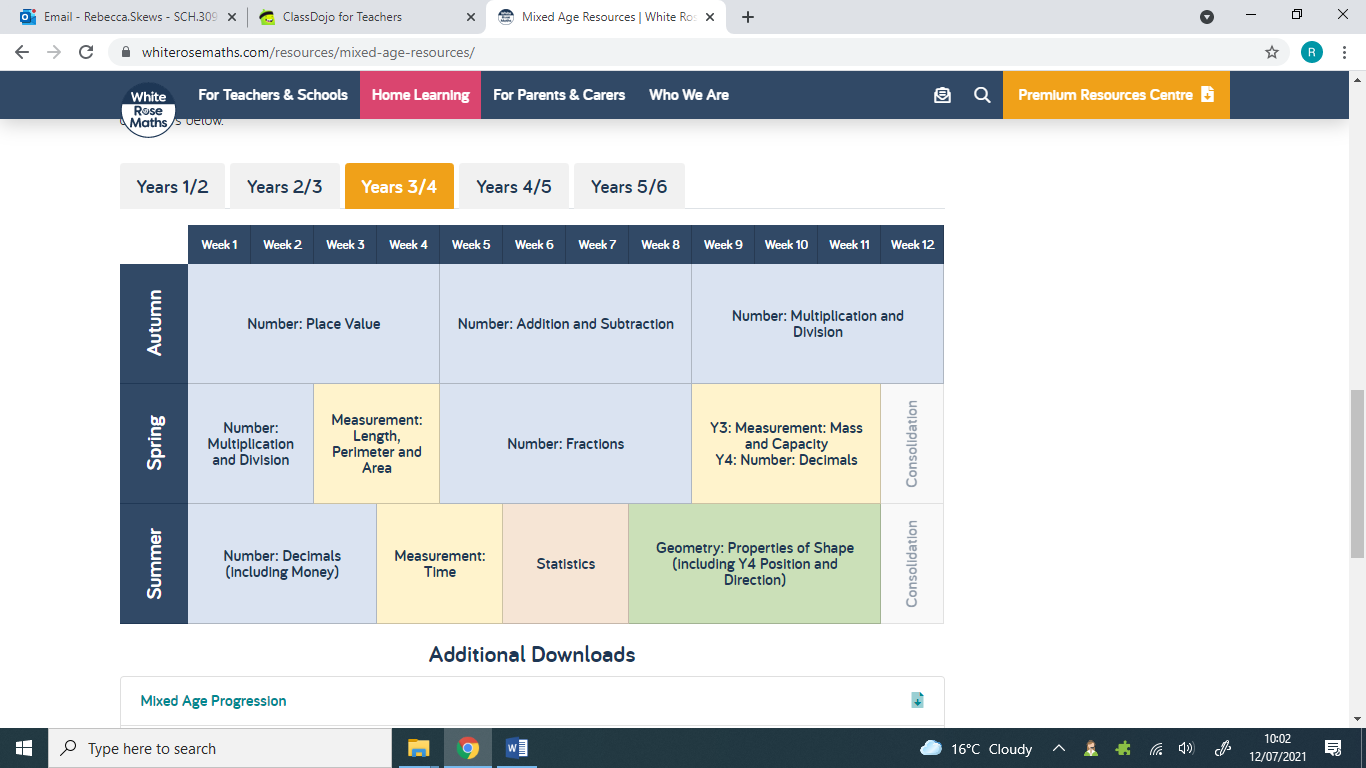 Email - Rebecca.Skews - SCH.309
ClassDojo for Teachers
Mixed Age Resources | White Ros
whiterosemaths.com/resources/mixed-age-resources/
R
White
Rose
Maths
For Teachers & Schools
Home Learning
For Parents & Carers
Who We Are
Premium Resources Centre
below.
Years 1/2
Years 2/3
Years 3/4
Years 4/5
Years 5/6
Week 1
Week 2
Week 3
Week 4
Week 5
Week 6
Week 7
Week 8
Week 9
Week 10
Week 11
Week 12
Autumn
Number: Place Value
Number: Addition and Subtraction
Number: Multiplication and
Division
Spring
Number:
Multiplication
and Division
Measurement:
Length,
Perimeter and
Area
Number: Fractions
Y3: Measurement: Mass
and Capacity
Y4: Number: Decimals
Consolidation
Summer
Number: Decimals
(including Money)
Measurement:
Time
Statistics
Geometry: Properties of Shape
(including Y4 Position and
Direction)
Consolidation
Additional Downloads
Mixed Age Progression
Type here to search
16°C Cloudy
10:02
12/07/2021